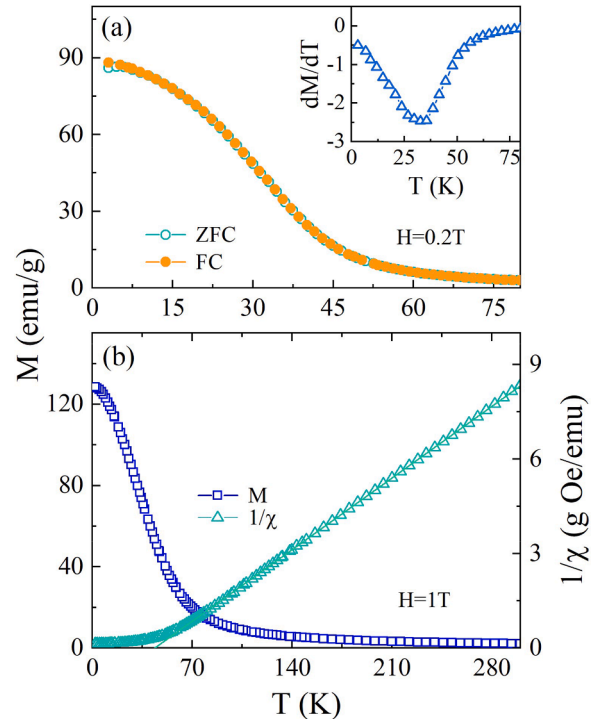 (a)
90
60
30
0
0 15 30 45 60 75
ZFC
FC
H=0.2T
0
-1
-2
-3
0 25 50 75
dM/dT
T (K)
M (emu/g)
(b)
120
80
40
0
0 70 140 210 280
M
1/χ
H=1T
9
6
3
0
1/χ (g Oe/emu)
T (K)